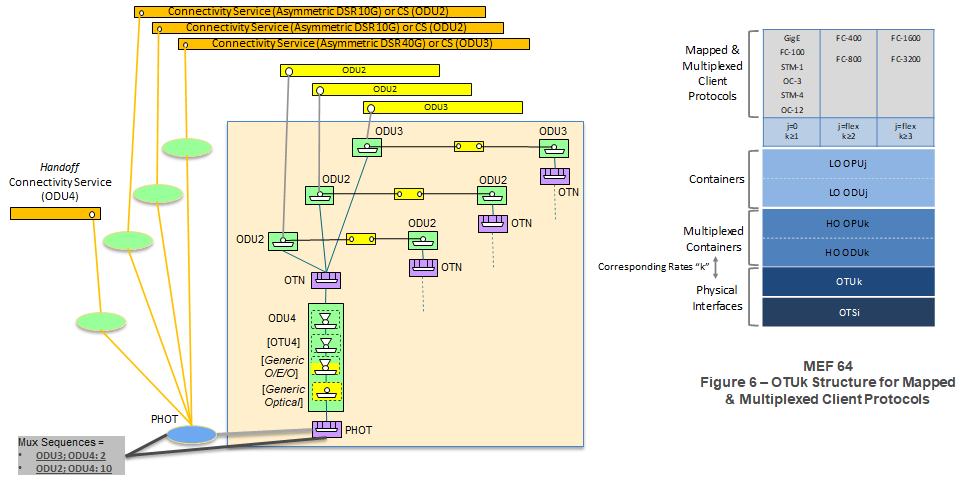 Connectivity Service (Asymmetric DSR10G) or CS (ODU2)
Connectivity Service (Asymmetric DSR10G) or CS (ODU2)
Connectivity Service (Asymmetric DSR40G) or CS (ODU3)
ODU2
ODU2
ODU3
Handoff
Connectivity Service
(ODU4)
ODU3
ODU3
OTN
ODU2
ODU2
OTN
ODU2
ODU2
OTN
OTN
ODU4
[OTU4]
[Generic
O/E/O]
[Generic
Optical]
PHOT
PHOT
Mux Sequences =
• ODU3; ODU4: 2
• ODU2; ODU4: 10
Mapped &
Multiplexed
Client
Protocols
GigE
FC-100
STM-1
OC-3
STM-4
OC-12
FC-400
FC-800
FC-1600
FC-3200
j=0
k≥1
j=flex
k≥2
j=flex
k≥3
Containers
LO OPUj
LO ODUj
Multiplexed
Containers
HO OPUk
HO ODUk
Corresponding Rates "k"
Physical
Interfaces
OTUk
OTSi
MEF 64
Figure 6 – OTUk Structure for Mapped
& Multiplexed Client Protocols